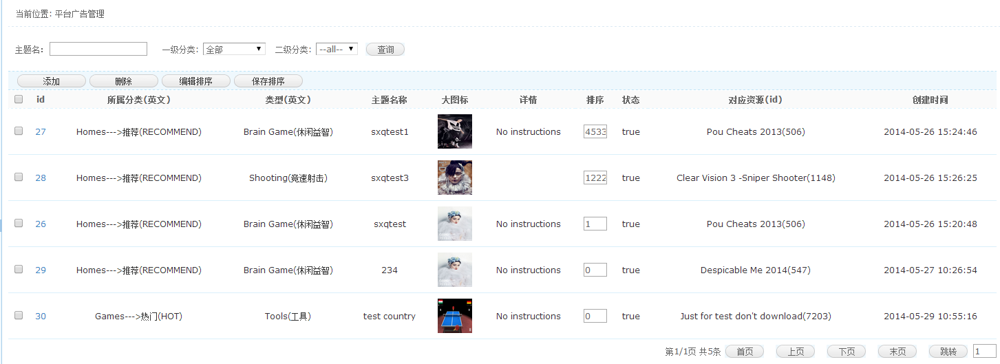 当前位置: 平台广告管理
主题名: 一级分类: 全部 二级分类: --all-- 查询
添加 删除 编辑排序 保存排序
id 所属分类(英文) 类型(英文) 主题名称 大图标 详情 排序 状态 对应资源(id) 创建时间
27 Homes--->推荐(RECOMMEND) Brain Game(休闲益智) sxqtest1 No instructions 4533 true Pou Cheats 2013(506) 2014-05-26 15:24:46
28 Homes--->推荐(RECOMMEND) Shooting(竞速射击) sxqtest3 1222 true Clear Vision 3 -Sniper Shooter(1148) 2014-05-26 15:26:25
26 Homes--->推荐(RECOMMEND) Brain Game(休闲益智) sxqtest No instructions 1 true Pou Cheats 2013(506) 2014-05-26 15:20:48
29 Homes--->推荐(RECOMMEND) Brain Game(休闲益智) 234 No instructions 0 true Despicable Me 2014(547) 2014-05-27 10:26:54
30 Games--->热门(HOT) Tools(工具) test country No instructions 0 true Just for test don't download(7203) 2014-05-29 10:55:16
第1/1页 共5条 首页 上页 下页 末页 跳转 1